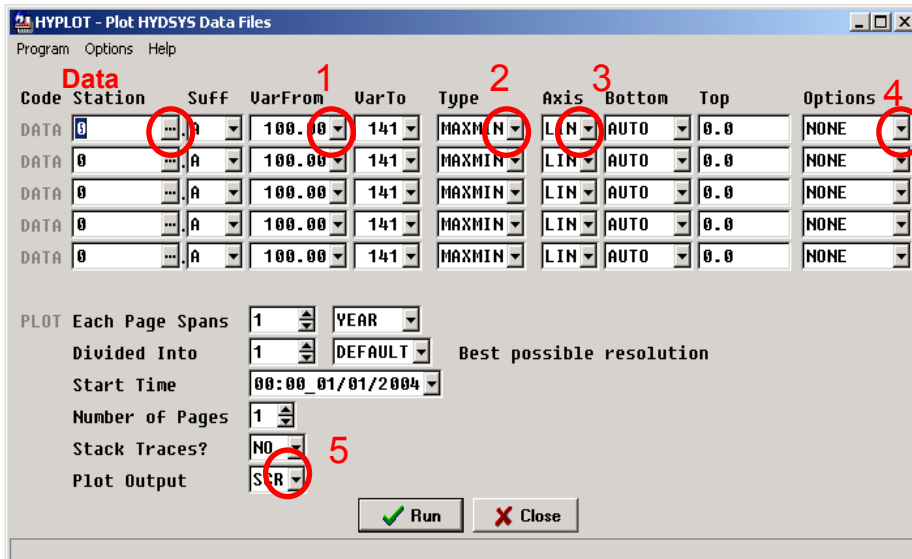 HYPLOT - Plot HYDSYS Data Files
Program Options Help
Data 1 2 3 4
Code Station Suff VarFrom VarTo Type Axis Bottom Top Options
DATA 0 ... . A 100.00 141 MAXMIN LIN AUTO 0.0 NONE
DATA 0 ... . A 100.00 141 MAXMIN LIN AUTO 0.0 NONE
DATA 0 ... . A 100.00 141 MAXMIN LIN AUTO 0.0 NONE
DATA 0 ... . A 100.00 141 MAXMIN LIN AUTO 0.0 NONE
DATA 0 ... . A 100.00 141 MAXMIN LIN AUTO 0.0 NONE
PLOT Each Page Spans 1 YEAR
Divided Into 1 DEFAULT Best possible resolution
Start Time 00:00_01/01/2004
Number of Pages 1
Stack Traces? NO 5
Plot Output SCR
Run Close